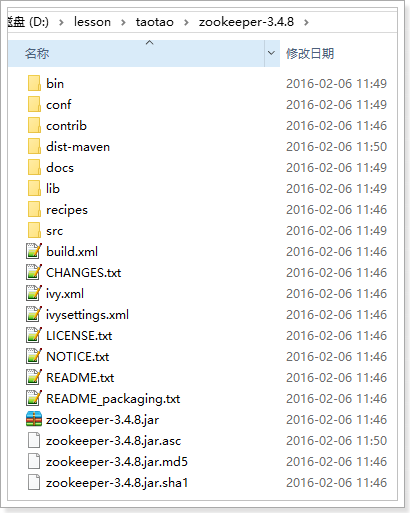 磁盘 (D:) › lesson › taotao › zookeeper-3.4.8 ›
名称 修改日期
bin 2016-02-06 11:49
conf 2016-02-06 11:49
contrib 2016-02-06 11:46
dist-maven 2016-02-06 11:50
docs 2016-02-06 11:49
lib 2016-02-06 11:49
recipes 2016-02-06 11:46
src 2016-02-06 11:49
build.xml 2016-02-06 11:46
CHANGES.txt 2016-02-06 11:46
ivy.xml 2016-02-06 11:46
ivysettings.xml 2016-02-06 11:46
LICENSE.txt 2016-02-06 11:46
NOTICE.txt 2016-02-06 11:46
README.txt 2016-02-06 11:46
README_packaging.txt 2016-02-06 11:46
zookeeper-3.4.8.jar 2016-02-06 11:46
zookeeper-3.4.8.jar.asc 2016-02-06 11:50
zookeeper-3.4.8.jar.md5 2016-02-06 11:46
zookeeper-3.4.8.jar.sha1 2016-02-06 11:46